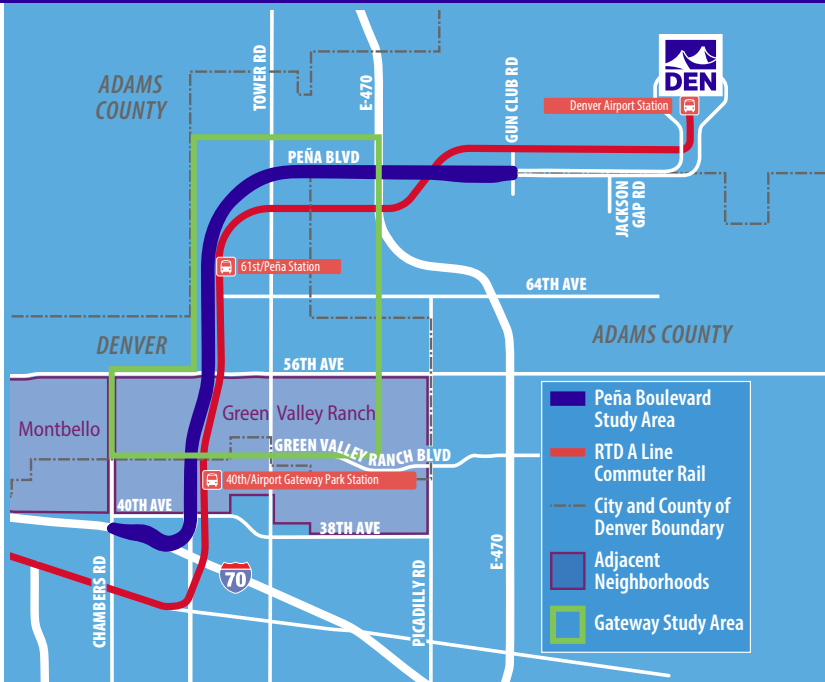 ADAMS
COUNTY
TOWER RD
E-470
GUN CLUB RD
DEN
Denver Airport Station
PEÑA BLVD
JACKSON
GAP RD
61st/Peña Station
64TH AVE
DENVER
ADAMS COUNTY
56TH AVE
Montbello
Green Valley Ranch
GREEN VALLEY RANCH BLVD
40th/Airport Gateway Park Station
40TH AVE
38TH AVE
CHAMBERS RD
70
PICADILLY RD
E-470
Peña Boulevard
Study Area
RTD A Line
Commuter Rail
City and County of
Denver Boundary
Adjacent
Neighborhoods
Gateway Study Area